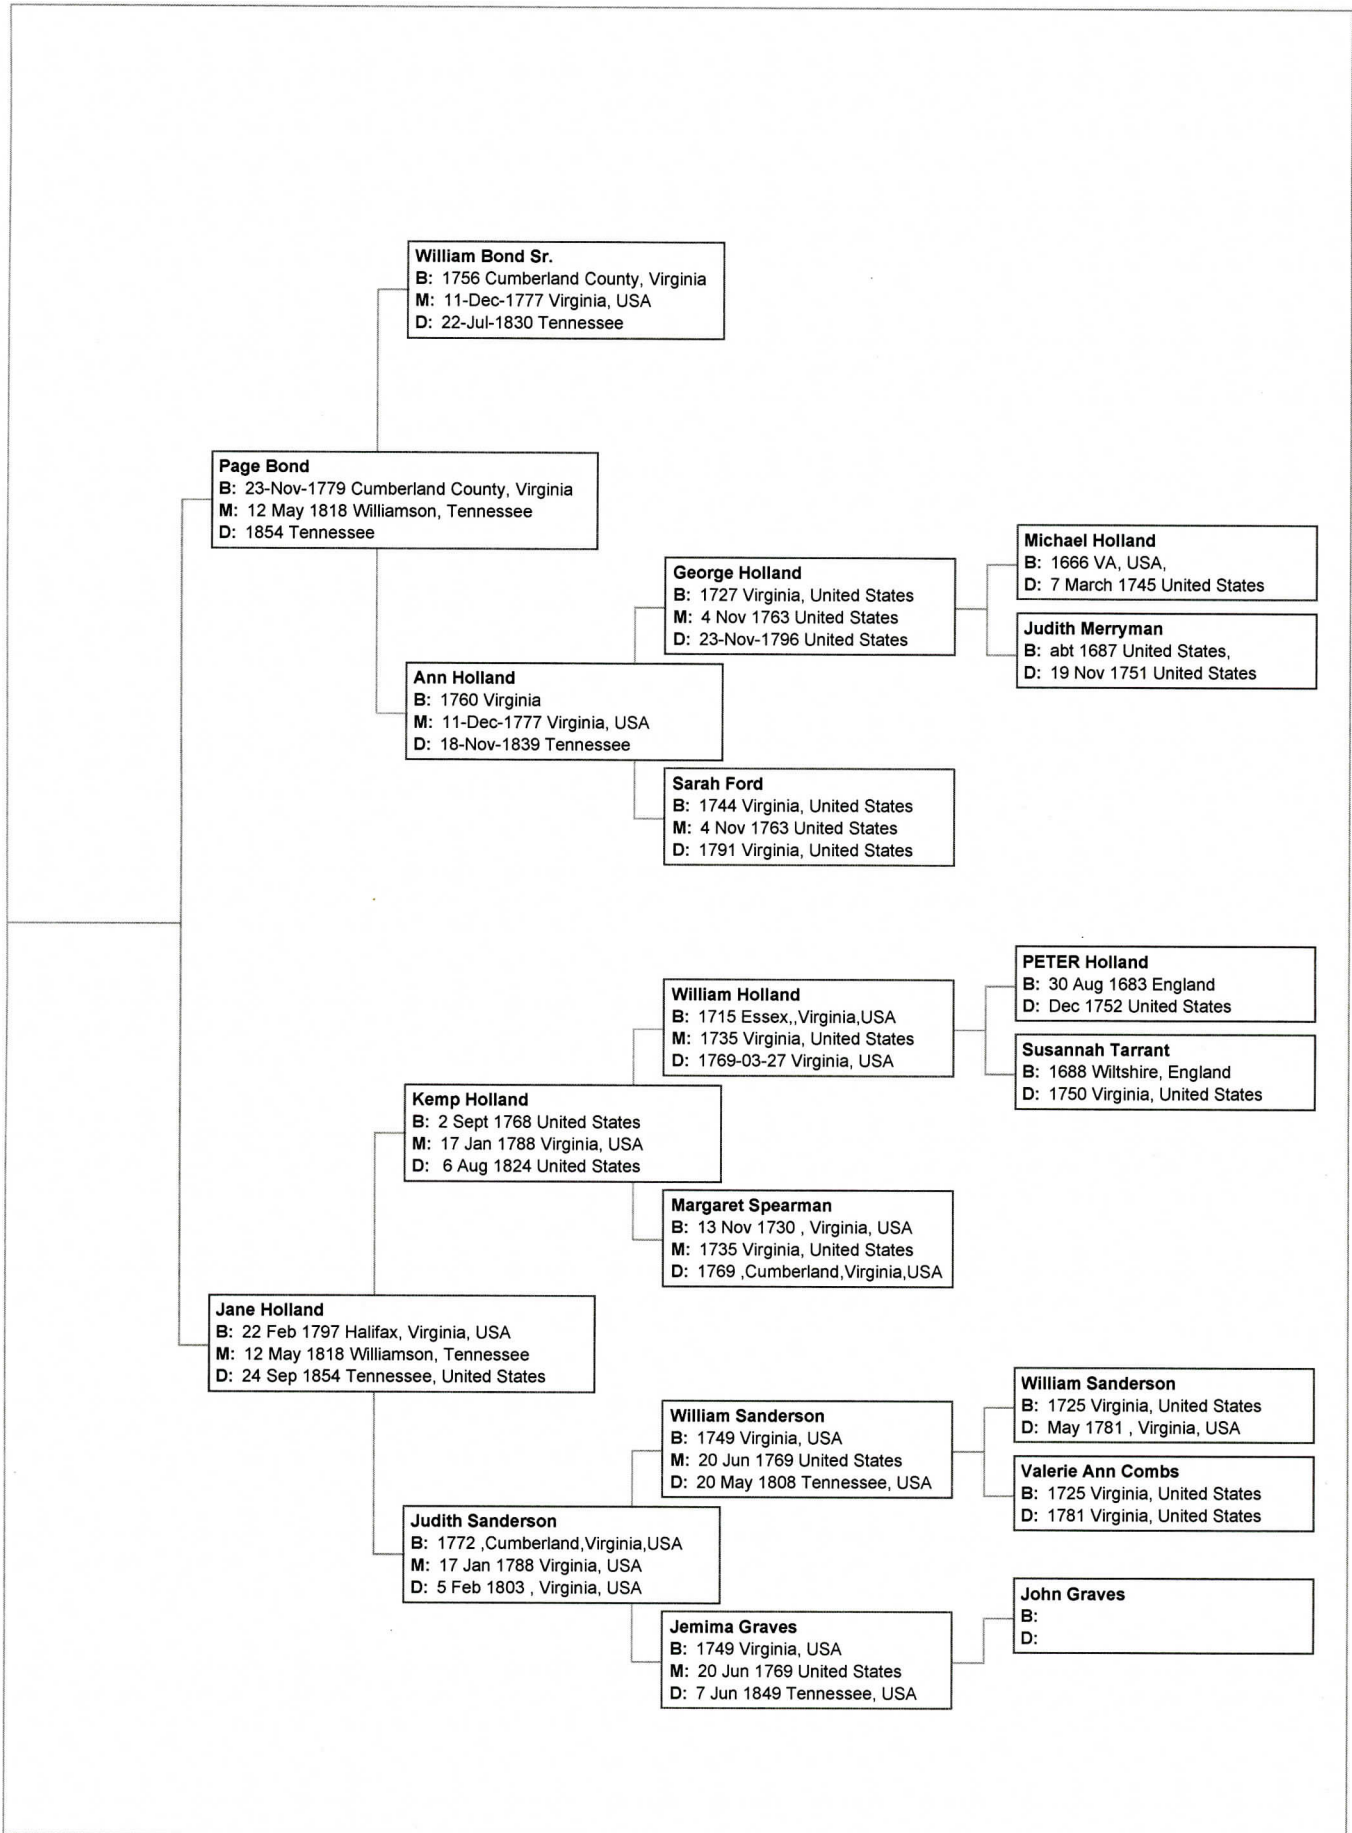 William Bond Sr.
B: 1756 Cumberland County, Virginia
M: 11-Dec-1777 Virginia, USA
D: 22-Jul-1830 Tennessee
Page Bond
B: 23-Nov-1779 Cumberland County, Virginia
M: 12 May 1818 Williamson, Tennessee
D: 1854 Tennessee
Michael Holland
B: 1666 VA, USA,
D: 7 March 1745 United States
George Holland
B: 1727 Virginia, United States
M: 4 Nov 1763 United States
D: 23-Nov-1796 United States
Judith Merryman
B: abt 1687 United States,
D: 19 Nov 1751 United States
Ann Holland
B: 1760 Virginia
M: 11-Dec-1777 Virginia, USA
D: 18-Nov-1839 Tennessee
Sarah Ford
B: 1744 Virginia, United States
M: 4 Nov 1763 United States
D: 1791 Virginia, United States
PETER Holland
B: 30 Aug 1683 England
D: Dec 1752 United States
William Holland
B: 1715 Essex,,Virginia,USA
M: 1735 Virginia, United States
D: 1769-03-27 Virginia, USA
Susannah Tarrant
B: 1688 Wiltshire, England
D: 1750 Virginia, United States
Kemp Holland
B: 2 Sept 1768 United States
M: 17 Jan 1788 Virginia, USA
D: 6 Aug 1824 United States
Margaret Spearman
B: 13 Nov 1730 , Virginia, USA
M: 1735 Virginia, United States
D: 1769 ,Cumberland,Virginia,USA
Jane Holland
B: 22 Feb 1797 Halifax, Virginia, USA
M: 12 May 1818 Williamson, Tennessee
D: 24 Sep 1854 Tennessee, United States
William Sanderson
B: 1725 Virginia, United States
D: May 1781 , Virginia, USA
William Sanderson
B: 1749 Virginia, USA
M: 20 Jun 1769 United States
D: 20 May 1808 Tennessee, USA
Valerie Ann Combs
B: 1725 Virginia, United States
D: 1781 Virginia, United States
Judith Sanderson
B: 1772 ,Cumberland,Virginia,USA
M: 17 Jan 1788 Virginia, USA
D: 5 Feb 1803 , Virginia, USA
John Graves
B:
D:
Jemima Graves
B: 1749 Virginia, USA
M: 20 Jun 1769 United States
D: 7 Jun 1849 Tennessee, USA